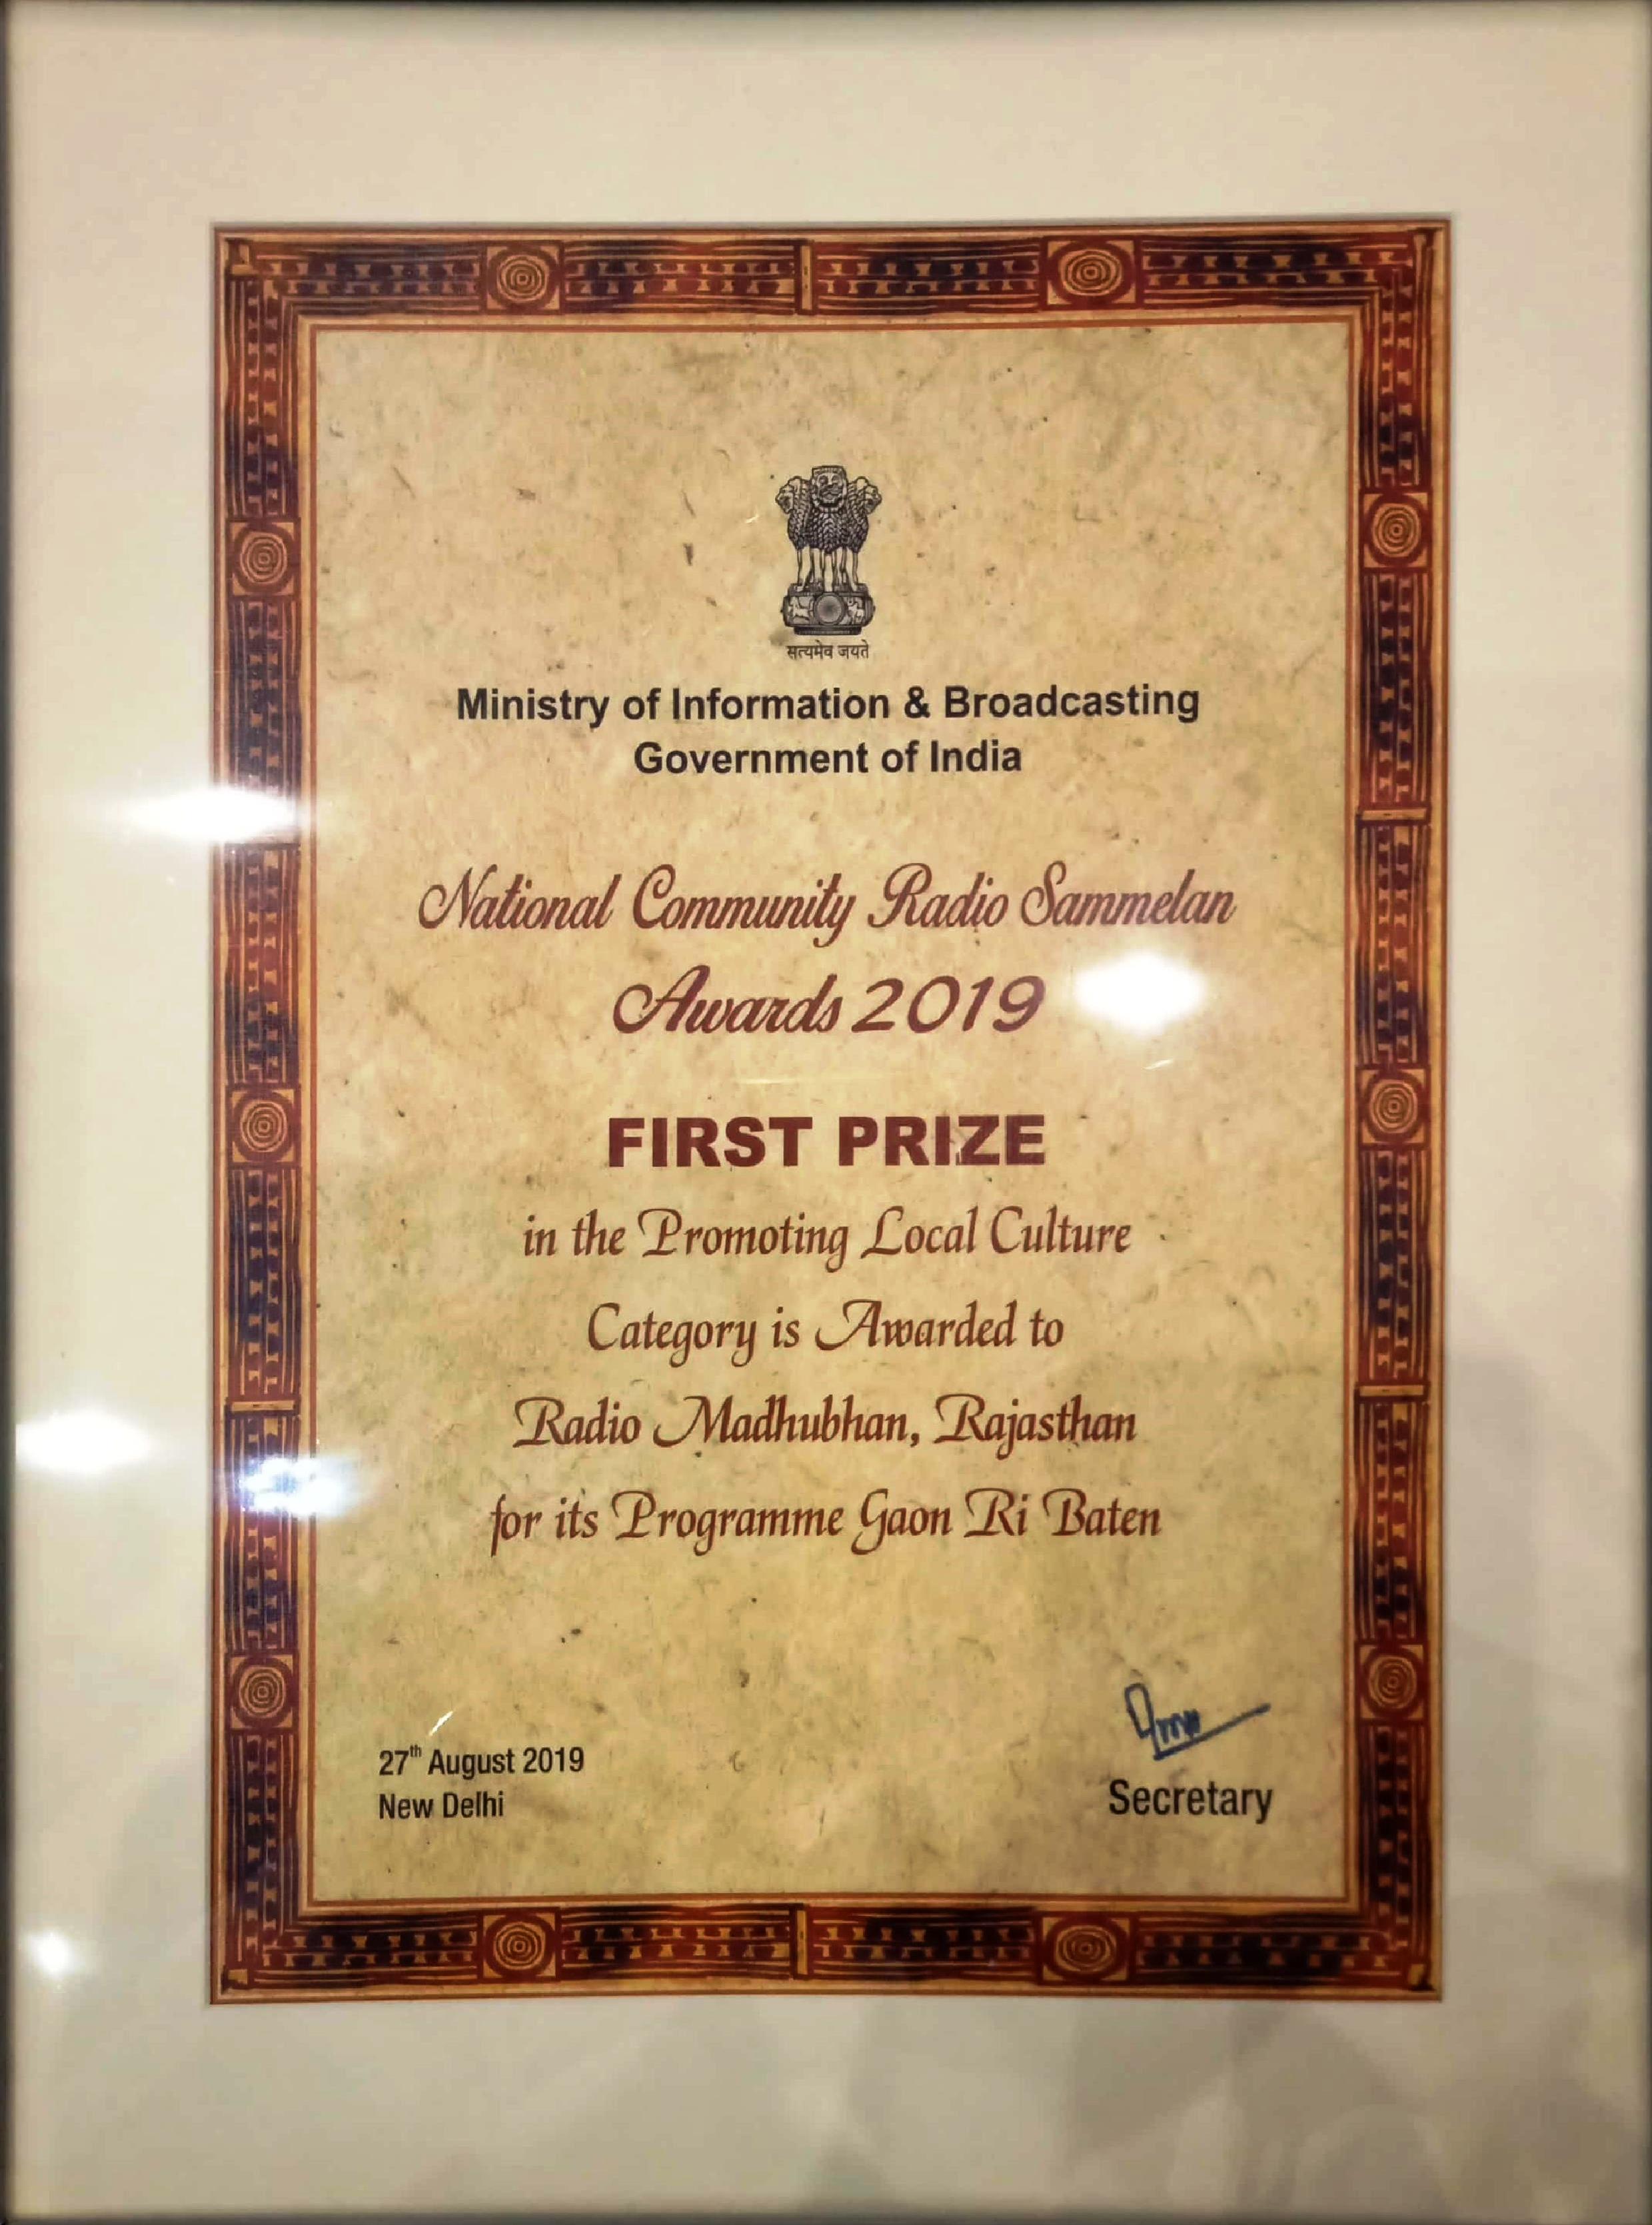 सत्यमेव जयते
Ministry of Information & Broadcasting
Government of India
National Community Radio Sammelan
Awards 2019
FIRST PRIZE
in the Promoting Local Culture
Category is Awarded to
Radio Madhubhan, Rajasthan
for its Programme Gaon Ri Baten
27th August 2019
New Delhi
Secretary